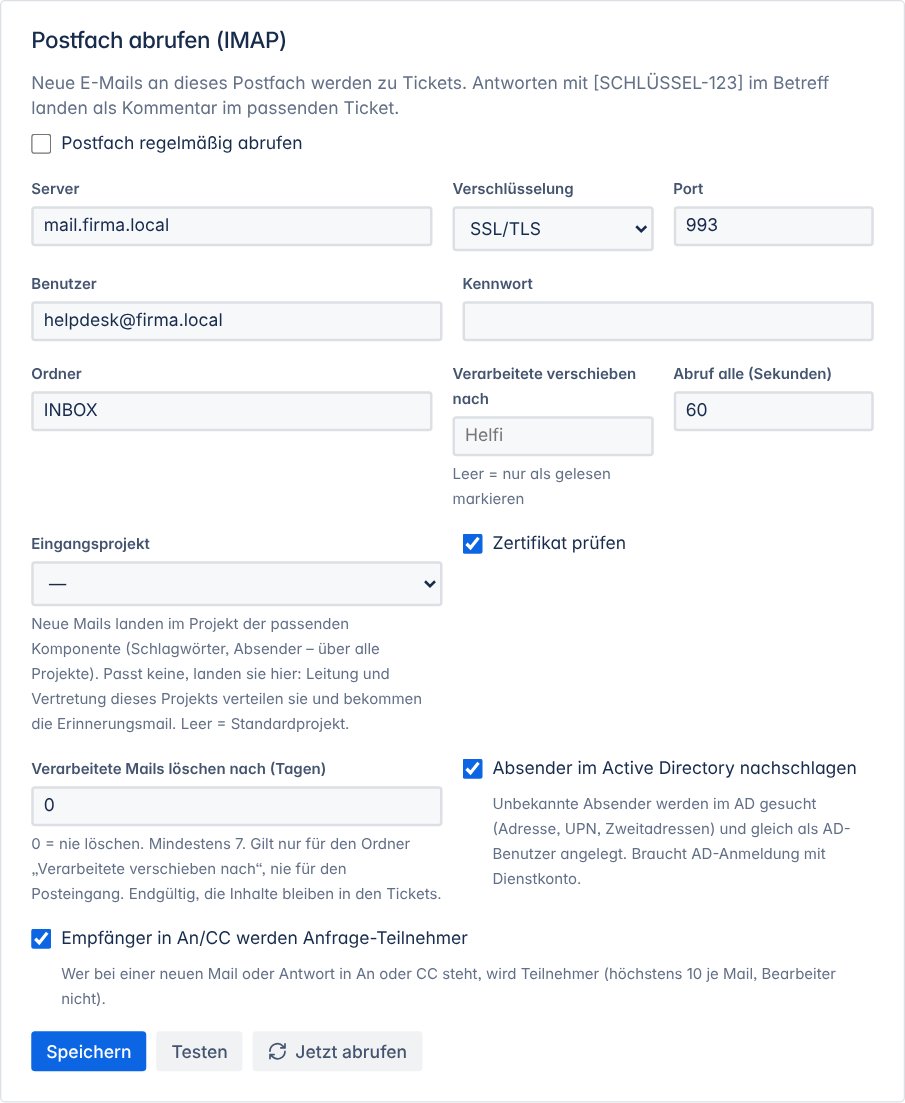 Postfach abrufen (IMAP)
Neue E-Mails an dieses Postfach werden zu Tickets. Antworten mit [SCHLÜSSEL-123] im Betreff
landen als Kommentar im passenden Ticket.
Postfach regelmäßig abrufen
Server
mail.firma.local
Verschlüsselung
SSL/TLS
Port
993
Benutzer
helpdesk@firma.local
Kennwort
Ordner
INBOX
Verarbeitete verschieben
nach
Helfi
Leer = nur als gelesen
markieren
Abruf alle (Sekunden)
60
Eingangsprojekt
—
Neue Mails landen im Projekt der passenden
Komponente (Schlagwörter, Absender – über alle
Projekte). Passt keine, landen sie hier: Leitung und
Vertretung dieses Projekts verteilen sie und bekommen
die Erinnerungsmail. Leer = Standardprojekt.
Zertifikat prüfen
Verarbeitete Mails löschen nach (Tagen)
0
0 = nie löschen. Mindestens 7. Gilt nur für den Ordner
„Verarbeitete verschieben nach“, nie für den
Posteingang. Endgültig, die Inhalte bleiben in den Tickets.
Absender im Active Directory nachschlagen
Unbekannte Absender werden im AD gesucht
(Adresse, UPN, Zweitadressen) und gleich als AD-
Benutzer angelegt. Braucht AD-Anmeldung mit
Dienstkonto.
Empfänger in An/CC werden Anfrage-Teilnehmer
Wer bei einer neuen Mail oder Antwort in An oder CC steht, wird Teilnehmer (höchstens 10 je Mail, Bearbeiter
nicht).
Speichern
Testen
Jetzt abrufen